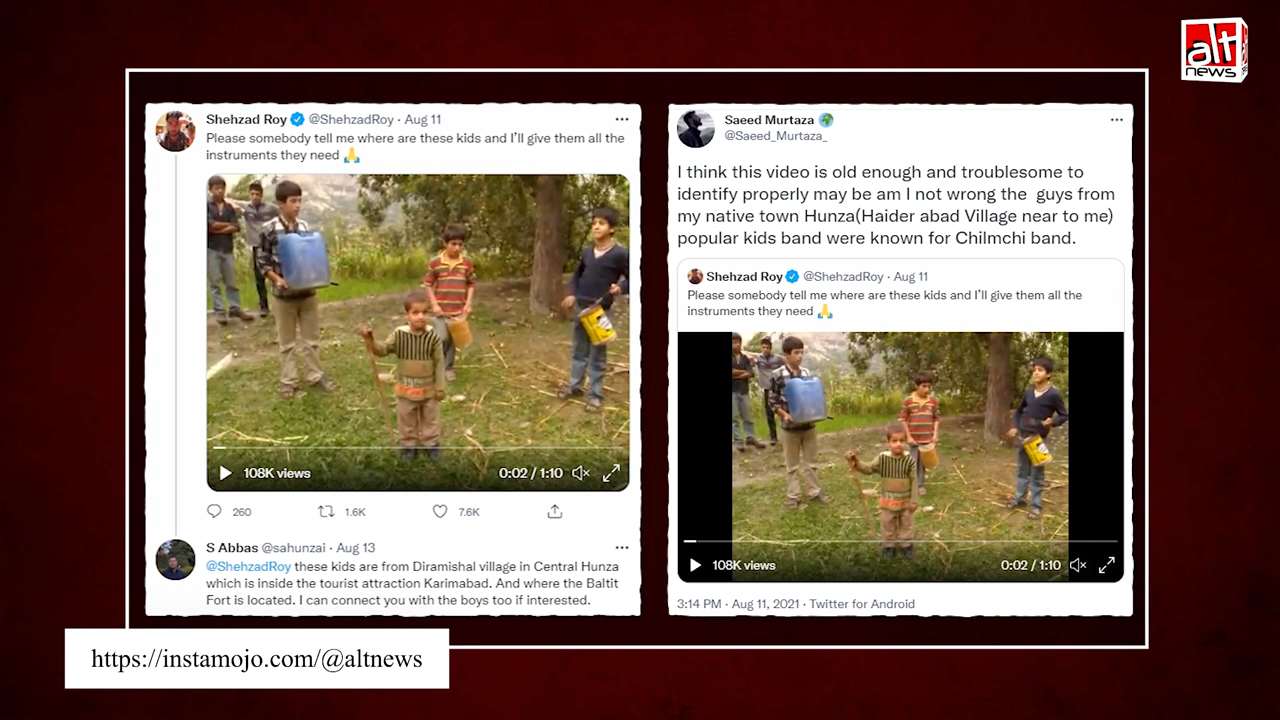 alt
news
Shehzad Roy @ShehzadRoy · Aug 11
Please somebody tell me where are these kids and I'll give them all the
instruments they need 🙏
108K views
0:02 / 1:10
260
1.6K
7.6K
S Abbas @sahunzai · Aug 13
@ShehzadRoy these kids are from Diramishal village in Central Hunza
which is inside the tourist attraction Karimabad. And where the Baltit
Fort is located. I can connect you with the boys too if interested.
Saeed Murtaza 🌍
@Saeed_Murtaza_
I think this video is old enough and troublesome to
identify properly may be am I not wrong the  guys from
my native town Hunza(Haider abad Village near to me)
popular kids band were known for Chilmchi band.
Shehzad Roy @ShehzadRoy · Aug 11
Please somebody tell me where are these kids and I'll give them all the
instruments they need 🙏
108K views
0:02 / 1:10
3:14 PM · Aug 11, 2021 · Twitter for Android
https://instamojo.com/@altnews